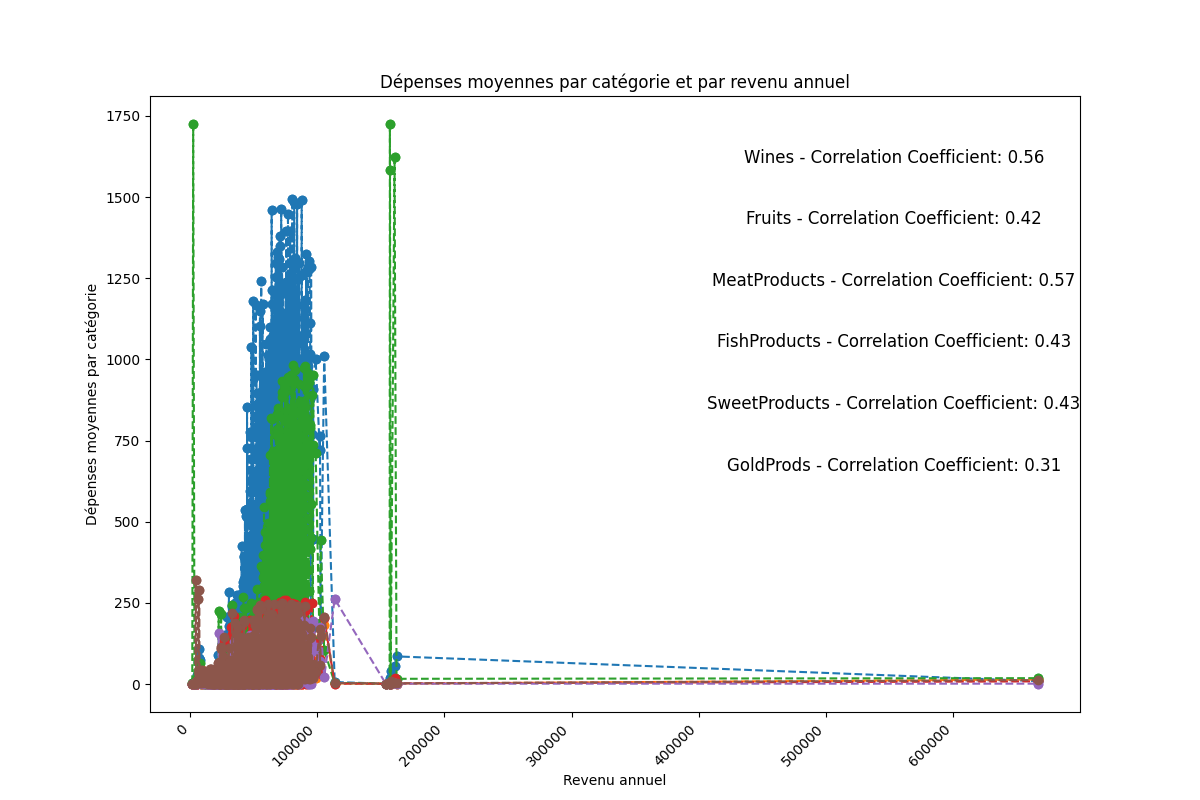 Dépenses moyennes par catégorie et par revenu annuel
1750
1500
1250
1000
750
500
250
0
Dépenses moyennes par catégorie
Wines - Correlation Coefficient: 0.56
Fruits - Correlation Coefficient: 0.42
MeatProducts - Correlation Coefficient: 0.57
FishProducts - Correlation Coefficient: 0.43
SweetProducts - Correlation Coefficient: 0.43
GoldProds - Correlation Coefficient: 0.31
0
100000
200000
300000
400000
500000
600000
Revenu annuel